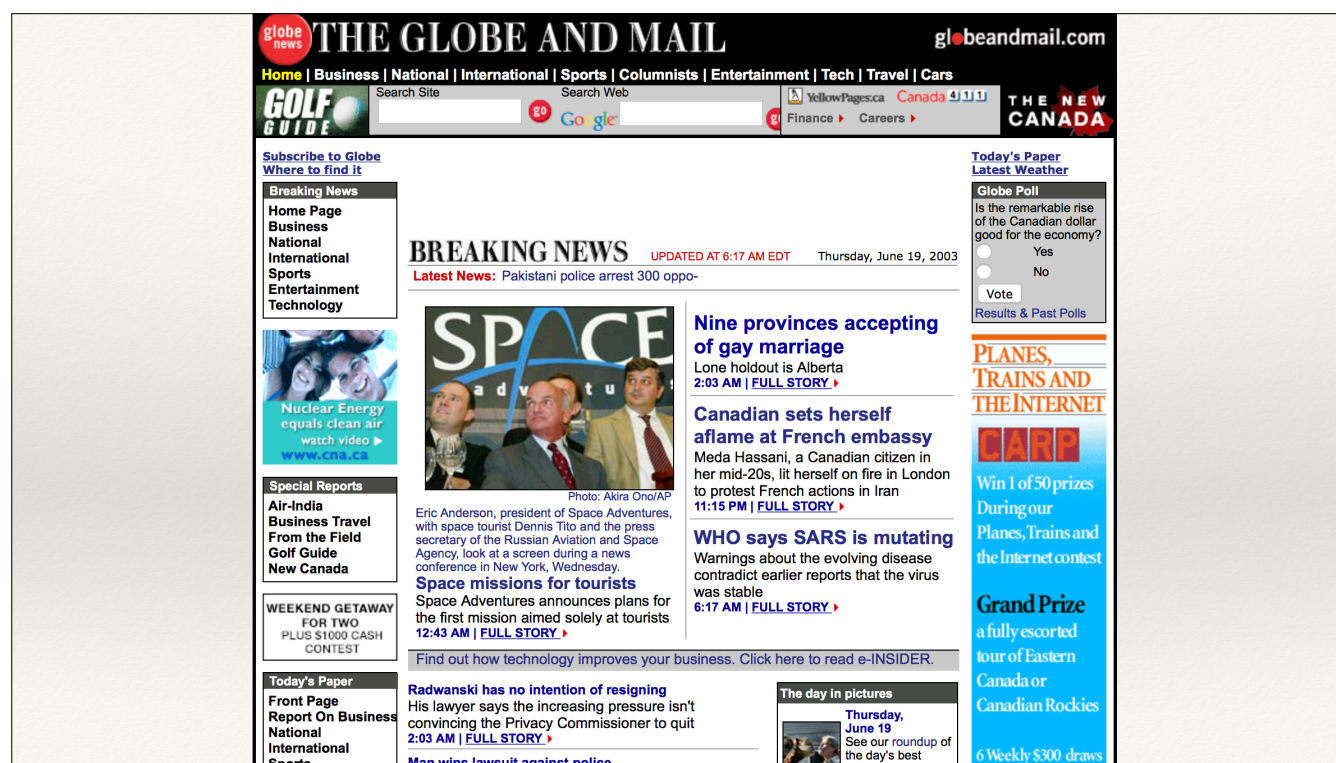 globe
news
THE GLOBE AND MAIL
globeandmail.com
Home | Business | National | International | Sports | Columnists | Entertainment | Tech | Travel | Cars
GOLF
GUIDE
Search Site
go
Search Web
Google
YellowPages.ca Canada 411
Finance Careers
THE NEW
CANADA
Subscribe to Globe
Where to find it
Breaking News
Home Page
Business
National
International
Sports
Entertainment
Technology
Nuclear Energy
equals clean air
watch video
www.cna.ca
Special Reports
Air-India
Business Travel
From the Field
Golf Guide
New Canada
WEEKEND GETAWAY
FOR TWO
PLUS $1000 CASH
CONTEST
Today's Paper
Front Page
Report On Business
National
International
Sports
BREAKING NEWS UPDATED AT 6:17 AM EDT Thursday, June 19, 2003
Latest News: Pakistani police arrest 300 oppo-
SPACE
adventures
Photo: Akira Ono/AP
Eric Anderson, president of Space Adventures,
with space tourist Dennis Tito and the press
secretary of the Russian Aviation and Space
Agency, look at a screen during a news
conference in New York, Wednesday.
Space missions for tourists
Space Adventures announces plans for
the first mission aimed solely at tourists
12:43 AM | FULL STORY
Nine provinces accepting
of gay marriage
Lone holdout is Alberta
2:03 AM | FULL STORY
Canadian sets herself
aflame at French embassy
Meda Hassani, a Canadian citizen in
her mid-20s, lit herself on fire in London
to protest French actions in Iran
11:15 PM | FULL STORY
WHO says SARS is mutating
Warnings about the evolving disease
contradict earlier reports that the virus
was stable
6:17 AM | FULL STORY
Find out how technology improves your business. Click here to read e-INSIDER.
Radwanski has no intention of resigning
His lawyer says the increasing pressure isn't
convincing the Privacy Commissioner to quit
2:03 AM | FULL STORY
Man wins lawsuit against police
The day in pictures
Thursday,
June 19
See our roundup of
the day's best
Today's Paper
Latest Weather
Globe Poll
Is the remarkable rise
of the Canadian dollar
good for the economy?
Yes
No
Vote
Results & Past Polls
PLANES,
TRAINS AND
THE INTERNET
CARP
Win 1 of 50 prizes
During our
Planes, Trains and
the Internet contest
Grand Prize
a fully escorted
tour of Eastern
Canada or
Canadian Rockies
6 Weekly $300 draws